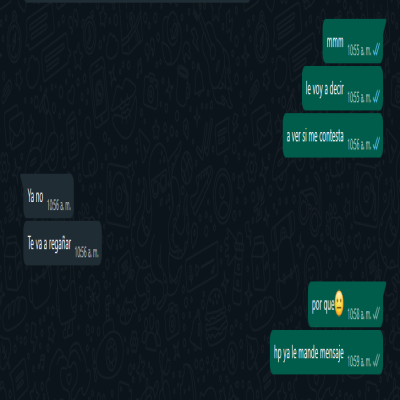 mmm 10:55 a. m.
le voy a decir 10:55 a. m.
a ver si me contesta 10:56 a. m.
Ya no 10:56 a. m.
Te va a regañar 10:56 a. m.
por que😐 10:58 a. m.
hp ya le mande mensaje 10:59 a. m.